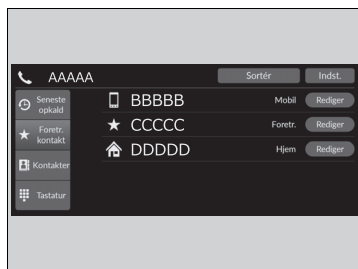 AAAAA
Sortér
Indst.
Seneste
opkald
BBBBB
Mobil
Rediger
Foretr.
kontakt
CCCCC
Foretr.
Rediger
Kontakter
DDDDD
Hjem
Rediger
Tastatur